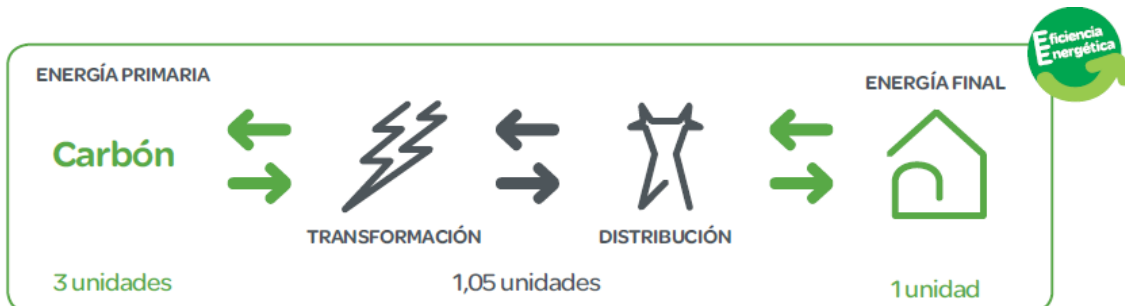 Eficiencia
Energética
ENERGÍA PRIMARIA
ENERGÍA FINAL
Carbón
TRANSFORMACIÓN
DISTRIBUCIÓN
3 unidades
1,05 unidades
1 unidad